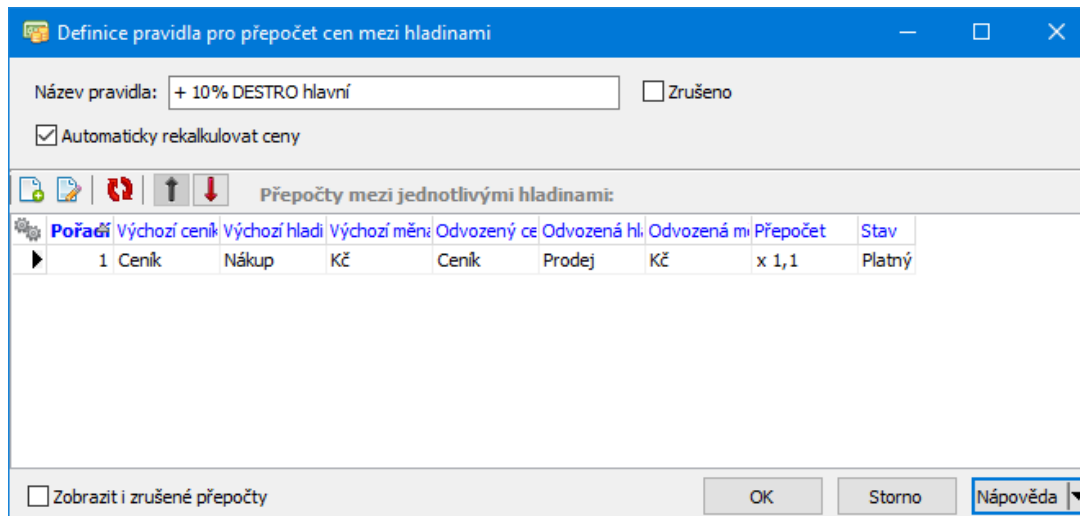 Definice pravidla pro přepočet cen mezi hladinami
Název pravidla: + 10% DESTRO hlavní Zrušeno
Automaticky rekalkulovat ceny
Přepočty mezi jednotlivými hladinami:
Pořadí Výchozí ceník Výchozí hladi Výchozí měna Odvozený ce Odvozená hl Odvozená m Přepočet Stav
1 Ceník Nákup Kč Ceník Prodej Kč x 1,1 Platný
Zobrazit i zrušené přepočty OK Storno Nápověda